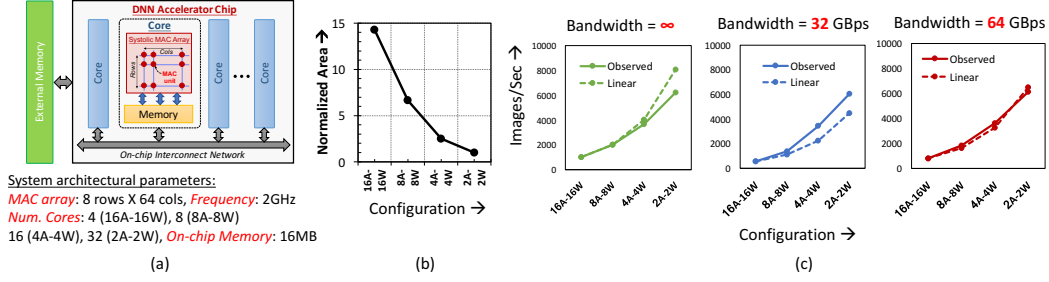 DNN Accelerator Chip
Core
Systolic MAC Array
Cols
Rows
MAC unit
Memory
External Memory
Core
Core
Core
On-chip Interconnect Network
System architectural parameters:
MAC array: 8 rows X 64 cols, Frequency: 2GHz
Num. Cores: 4 (16A-16W), 8 (8A-8W)
16 (4A-4W), 32 (2A-2W), On-chip Memory: 16MB
(a)
Normalized Area →
15
10
5
0
16A-16W
8A-8W
4A-4W
2A-2W
Configuration →
(b)
Images/Sec →
Bandwidth = ∞
10000
8000
6000
4000
2000
0
Observed
Linear
16A-16W
8A-8W
4A-4W
2A-2W
Bandwidth = 32 GBps
10000
8000
6000
4000
2000
0
Observed
Linear
16A-16W
8A-8W
4A-4W
2A-2W
Bandwidth = 64 GBps
10000
8000
6000
4000
2000
0
Observed
Linear
16A-16W
8A-8W
4A-4W
2A-2W
Configuration →
(c)